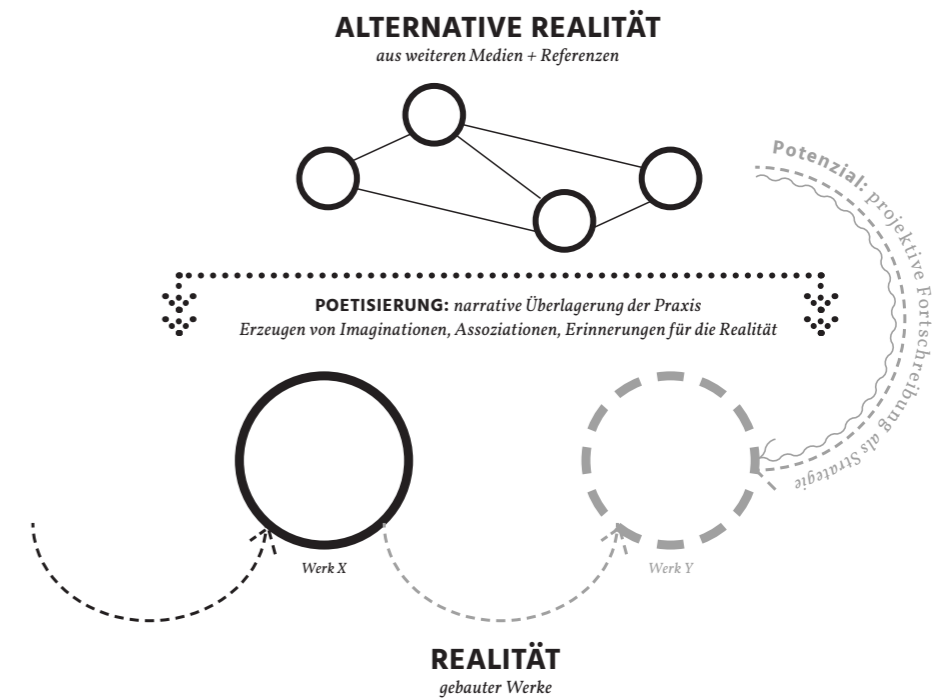 ALTERNATIVE REALITÄT
aus weiteren Medien + Referenzen
Potenzial: projektive Fortschreibung als Strategie
POETISIERUNG: narrative Überlagerung der Praxis
Erzeugen von Imaginationen, Assoziationen, Erinnerungen für die Realität
Werk X
Werk Y
REALITÄT
gebauter Werke